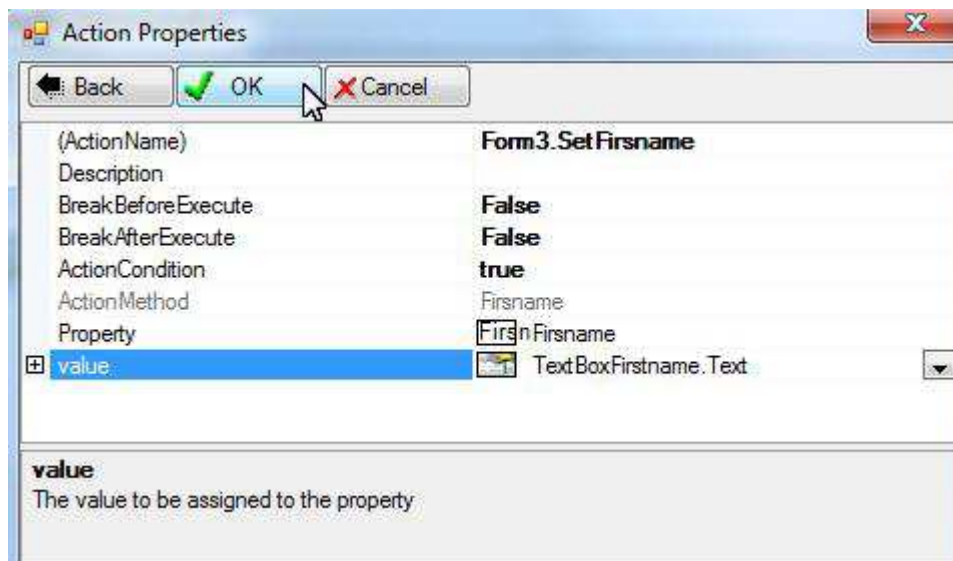 Action Properties
Back OK Cancel
(ActionName) Form3.SetFirsname
Description
BreakBeforeExecute False
BreakAfterExecute False
ActionCondition true
ActionMethod Firsname
Property Firsn Firsname
value TextBoxFirstname.Text
value
The value to be assigned to the property